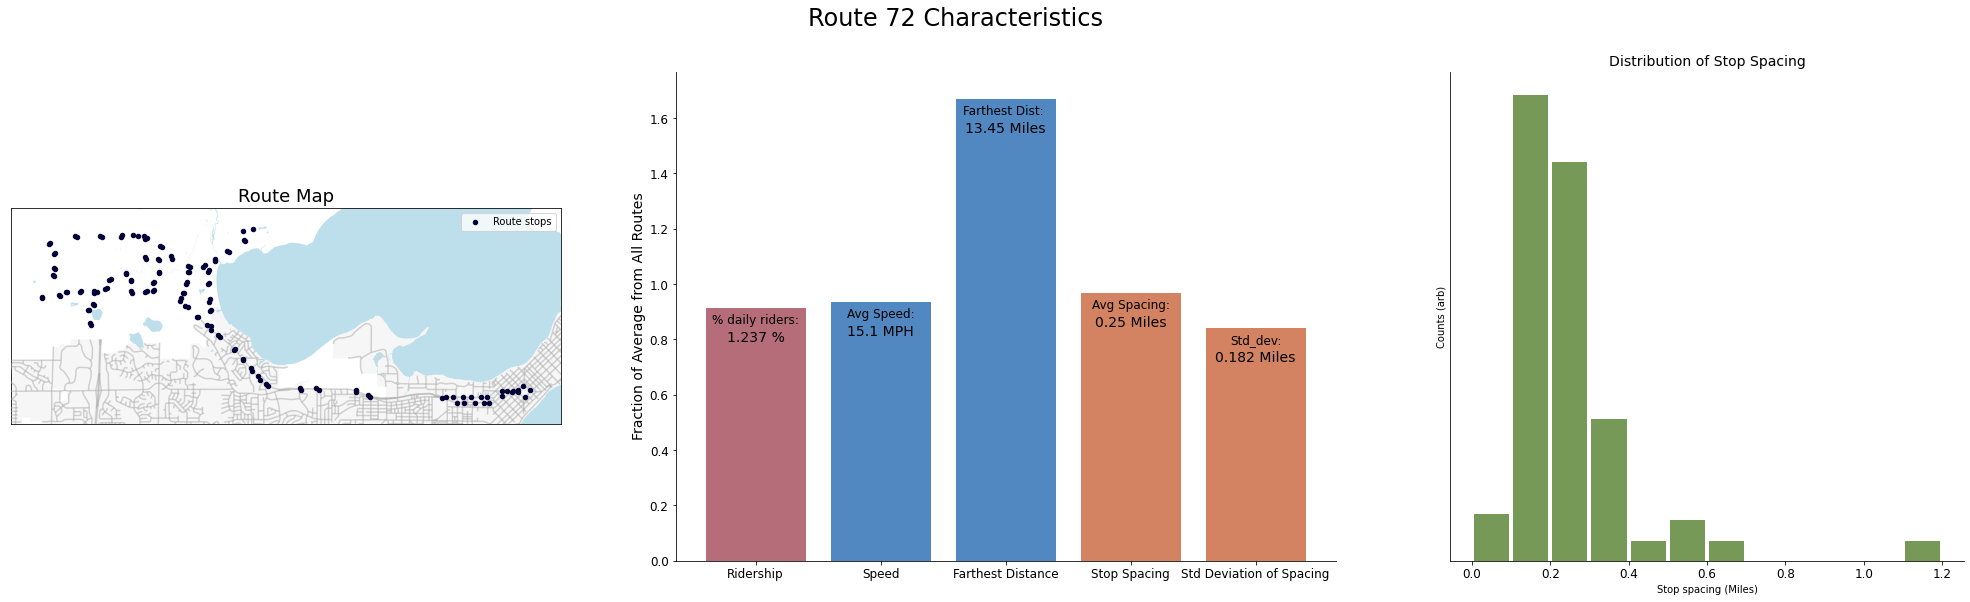 Route 72 Characteristics
Route Map
Route stops
Fraction of Average from All Routes
1.6
1.4
1.2
1.0
0.8
0.6
0.4
0.2
0.0
% daily riders:
1.237 %
Avg Speed:
15.1 MPH
Farthest Dist:
13.45 Miles
Avg Spacing:
0.25 Miles
Std_dev:
0.182 Miles
Ridership
Speed
Farthest Distance
Stop Spacing
Std Deviation of Spacing
Distribution of Stop Spacing
Counts (arb)
0.0
0.2
0.4
0.6
0.8
1.0
1.2
Stop spacing (Miles)